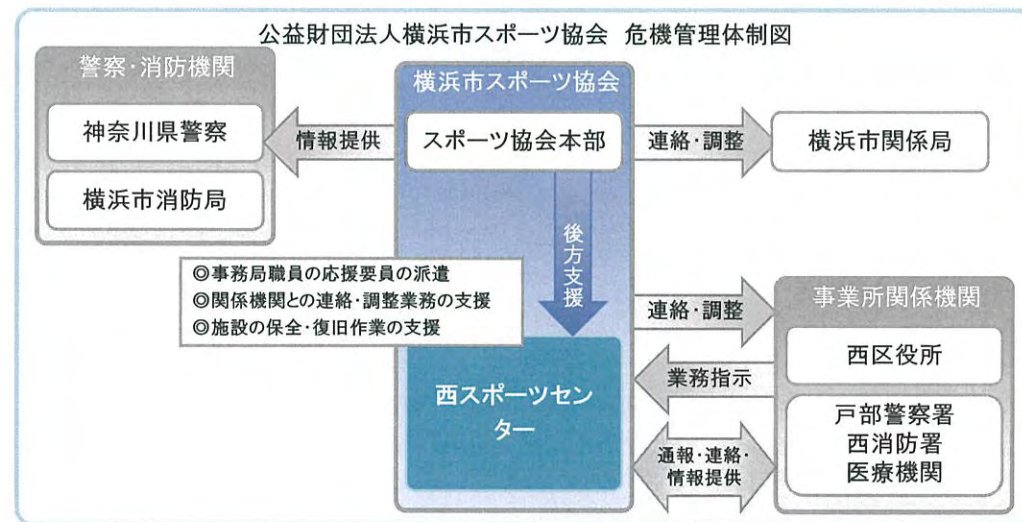 公益財団法人横浜市スポーツ協会 危機管理体制図
警察・消防機関
神奈川県警察
横浜市消防局
情報提供
横浜市スポーツ協会
スポーツ協会本部
連絡・調整
横浜市関係局
後方支援
◎事務局職員の応援要員の派遣
◎関係機関との連絡・調整業務の支援
◎施設の保全・復旧作業の支援
西スポーツセン
ター
連絡・調整
業務指示
通報・連絡・
情報提供
事業所関係機関
西区役所
戸部警察署
西消防署
医療機関